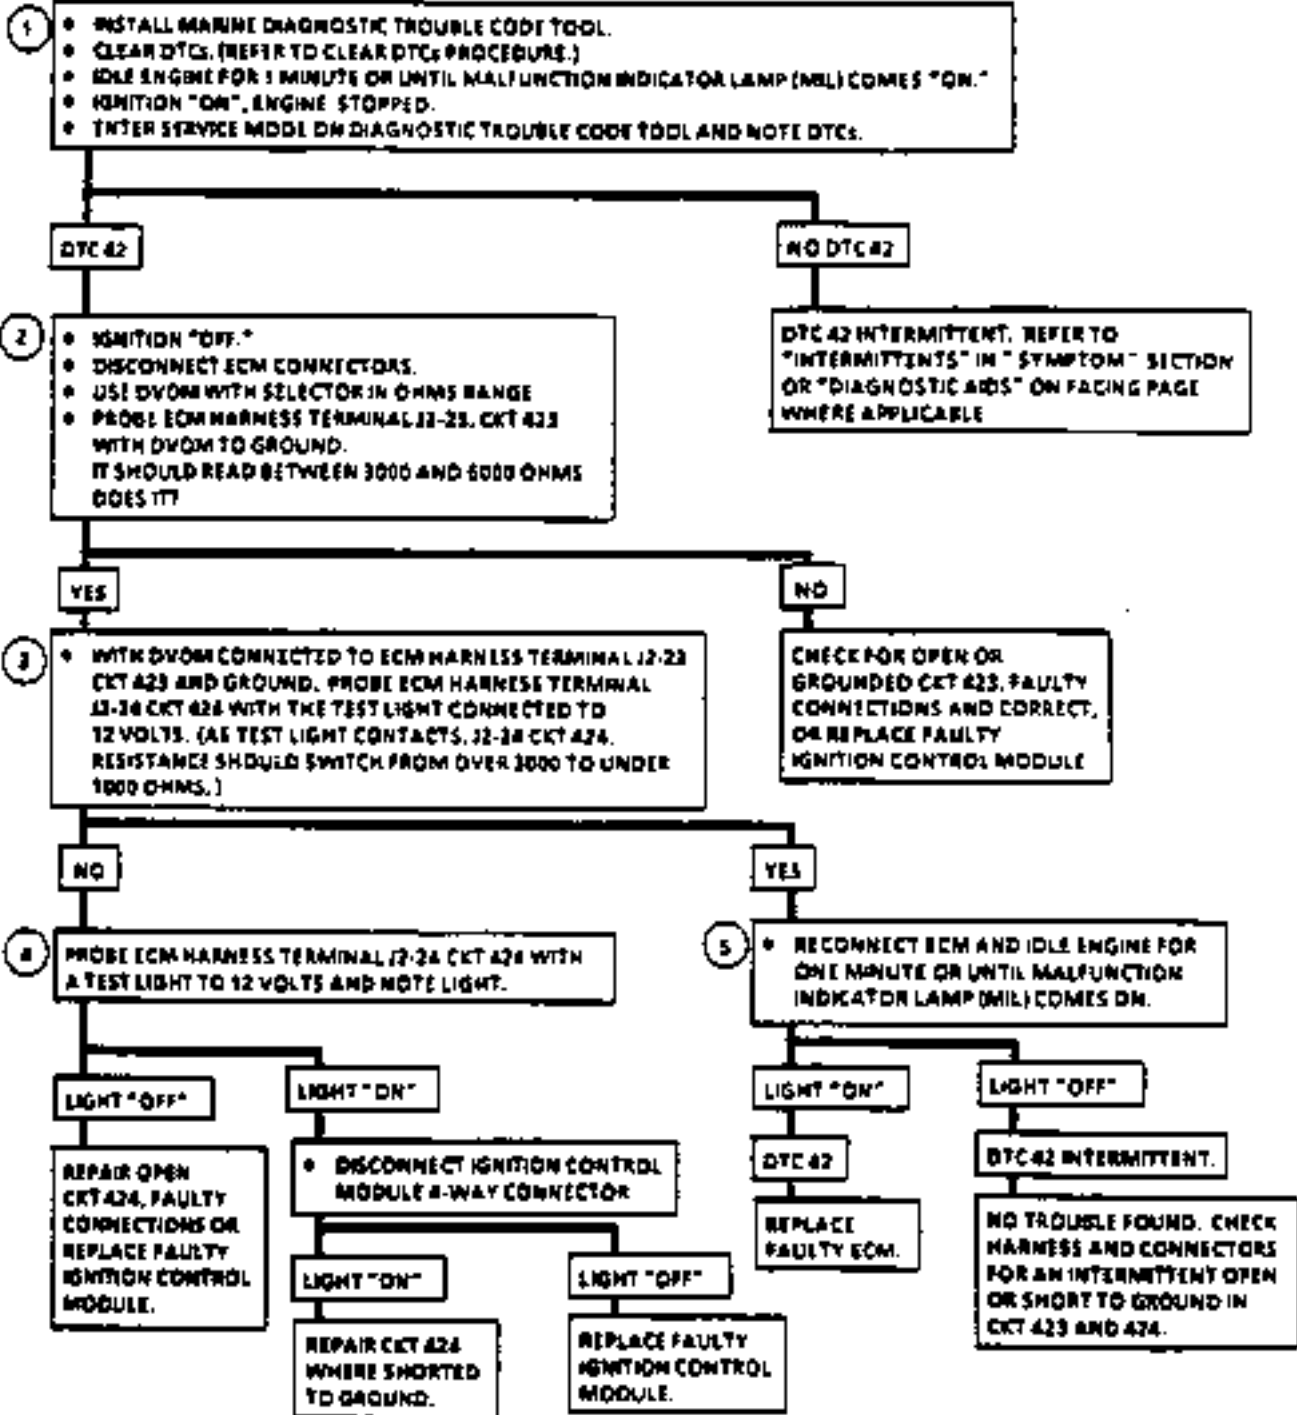 1
• INSTALL MARINE DIAGNOSTIC TROUBLE CODE TOOL.
• CLEAR DTCs. (REFER TO CLEAR DTCs PROCEDURE.)
• IDLE ENGINE FOR 1 MINUTE OR UNTIL MALFUNCTION INDICATOR LAMP (MIL) COMES "ON."
• IGNITION "ON", ENGINE STOPPED.
• ENTER SERVICE MODE ON DIAGNOSTIC TROUBLE CODE TOOL AND NOTE DTCs.
DTC 42
NO DTC 42
2
• IGNITION "OFF."
• DISCONNECT ECM CONNECTORS.
• USE DVOM WITH SELECTOR IN OHMS RANGE
• PROBE ECM HARNESS TERMINAL J2-23, CKT 423
WITH DVOM TO GROUND.
IT SHOULD READ BETWEEN 3000 AND 6000 OHMS
DOES IT?
DTC 42 INTERMITTENT. REFER TO
"INTERMITTENTS" IN "SYMPTOM" SECTION
OR "DIAGNOSTIC AIDS" ON FACING PAGE
WHERE APPLICABLE
YES
NO
3
• WITH DVOM CONNECTED TO ECM HARNESS TERMINAL J2-23
CKT 423 AND GROUND, PROBE ECM HARNESS TERMINAL
J2-24 CKT 424 WITH THE TEST LIGHT CONNECTED TO
12 VOLTS. (AS TEST LIGHT CONTACTS, J2-24 CKT 424,
RESISTANCE SHOULD SWITCH FROM OVER 3000 TO UNDER
1000 OHMS.)
CHECK FOR OPEN OR
GROUNDED CKT 423, FAULTY
CONNECTIONS AND CORRECT,
OR REPLACE FAULTY
IGNITION CONTROL MODULE
NO
YES
4
PROBE ECM HARNESS TERMINAL J2-24 CKT 424 WITH
A TEST LIGHT TO 12 VOLTS AND NOTE LIGHT.
5
• RECONNECT ECM AND IDLE ENGINE FOR
ONE MINUTE OR UNTIL MALFUNCTION
INDICATOR LAMP (MIL) COMES ON.
LIGHT "OFF"
LIGHT "ON"
LIGHT "ON"
LIGHT "OFF"
REPAIR OPEN
CKT 424, FAULTY
CONNECTIONS OR
REPLACE FAULTY
IGNITION CONTROL
MODULE.
• DISCONNECT IGNITION CONTROL
MODULE 4-WAY CONNECTOR
DTC 42
DTC 42 INTERMITTENT.
REPLACE
FAULTY ECM.
NO TROUBLE FOUND. CHECK
HARNESS AND CONNECTORS
FOR AN INTERMITTENT OPEN
OR SHORT TO GROUND IN
CKT 423 AND 424.
LIGHT "ON"
LIGHT "OFF"
REPAIR CKT 424
WHERE SHORTED
TO GROUND.
REPLACE FAULTY
IGNITION CONTROL
MODULE.